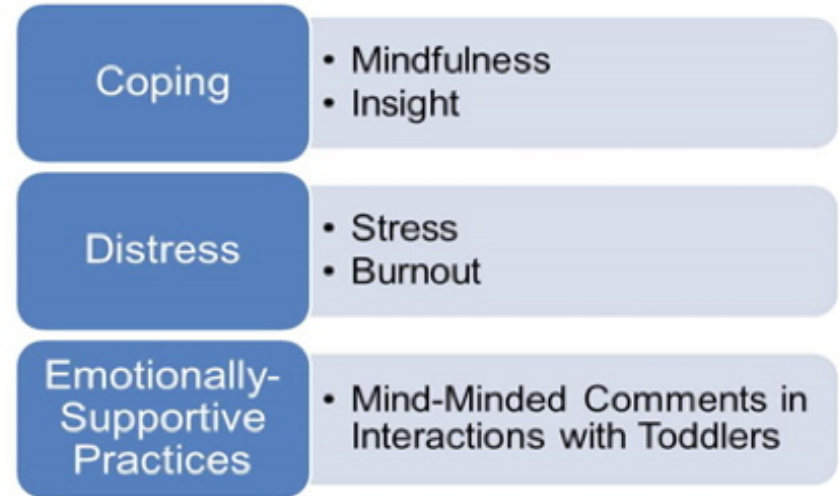 Coping
• Mindfulness
• Insight
Distress
• Stress
• Burnout
Emotionally-
Supportive
Practices
• Mind-Minded Comments in
Interactions with Toddlers